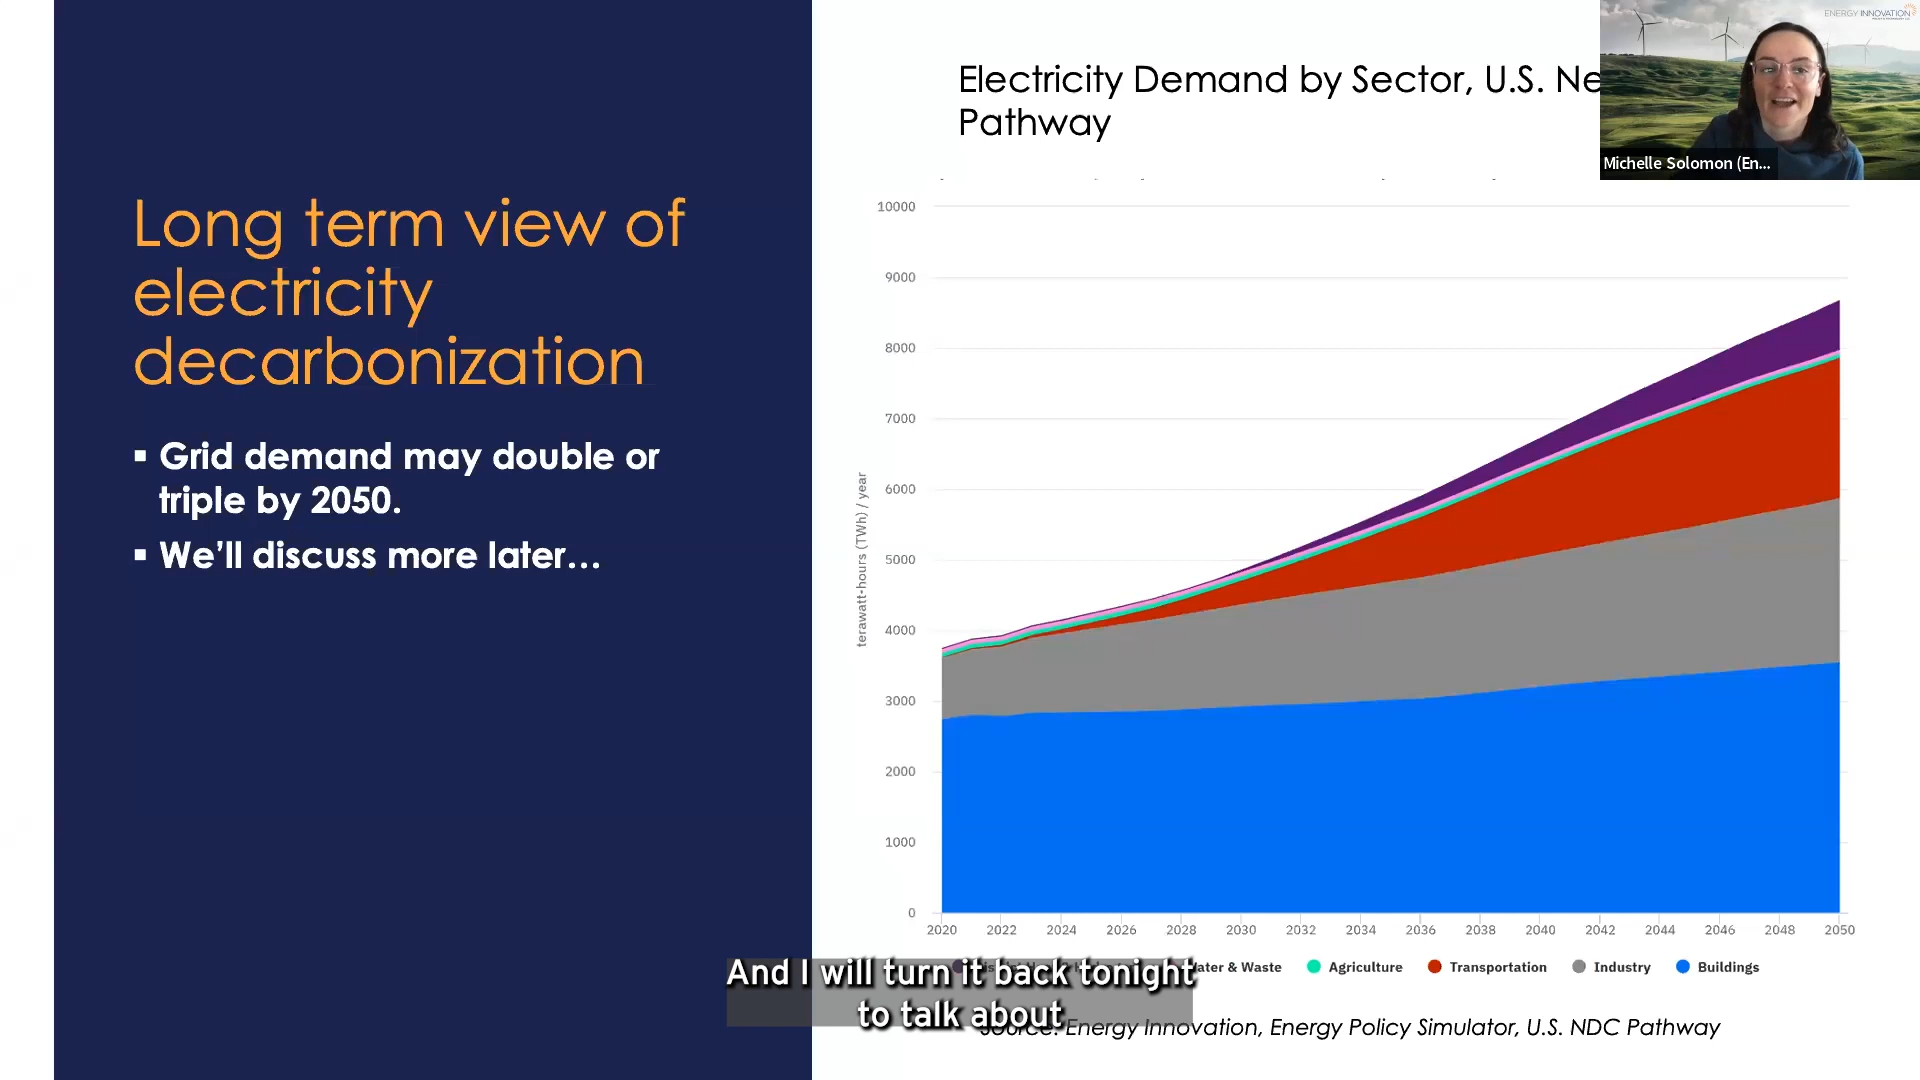 ENERGY INNOVATION
Electricity Demand by Sector, U.S. Ne
Pathway
Michelle Solomon (En...
Long term view of
electricity
decarbonization
▪ Grid demand may double or
triple by 2050.
▪ We'll discuss more later...
10000
9000
8000
7000
6000
5000
4000
3000
2000
1000
0
terawatt-hours (TWh) / year
2020 2022 2024 2026 2028 2030 2032 2034 2036 2038 2040 2042 2044 2046 2048 2050
Water & Waste Agriculture Transportation Industry Buildings
And I will turn it back tonight
to talk about
Source: Energy Innovation, Energy Policy Simulator, U.S. NDC Pathway